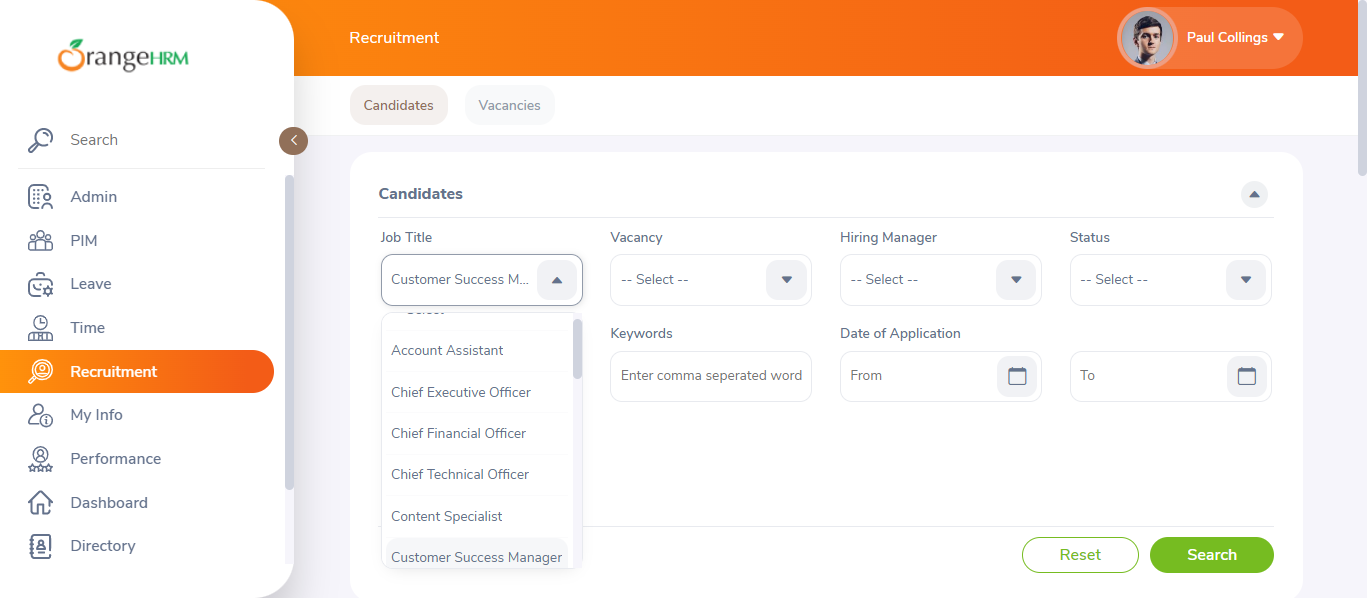 OrangeHRM
Recruitment
Paul Collings
Candidates
Vacancies
Search
Admin
PIM
Leave
Time
Recruitment
My Info
Performance
Dashboard
Directory
Candidates
Job Title
Vacancy
Hiring Manager
Status
Customer Success M...
-- Select --
-- Select --
-- Select --
Account Assistant
Chief Executive Officer
Chief Financial Officer
Chief Technical Officer
Content Specialist
Customer Success Manager
Keywords
Date of Application
Enter comma seperated word
From
To
Reset
Search